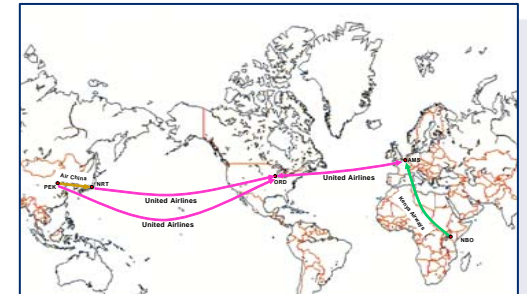 AMS
Air China
PEK
NRT
ORD
United Airlines
United Airlines
United Airlines
Kenya Airways
NBO